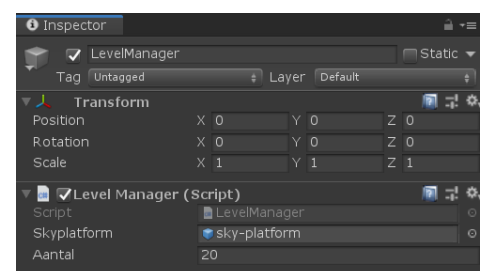 Inspector
LevelManager Static
Tag Untagged Layer Default
Transform
Position X 0 Y 0 Z 0
Rotation X 0 Y 0 Z 0
Scale X 1 Y 1 Z 1
Level Manager (Script)
Script LevelManager
Skyplatform sky-platform
Aantal 20